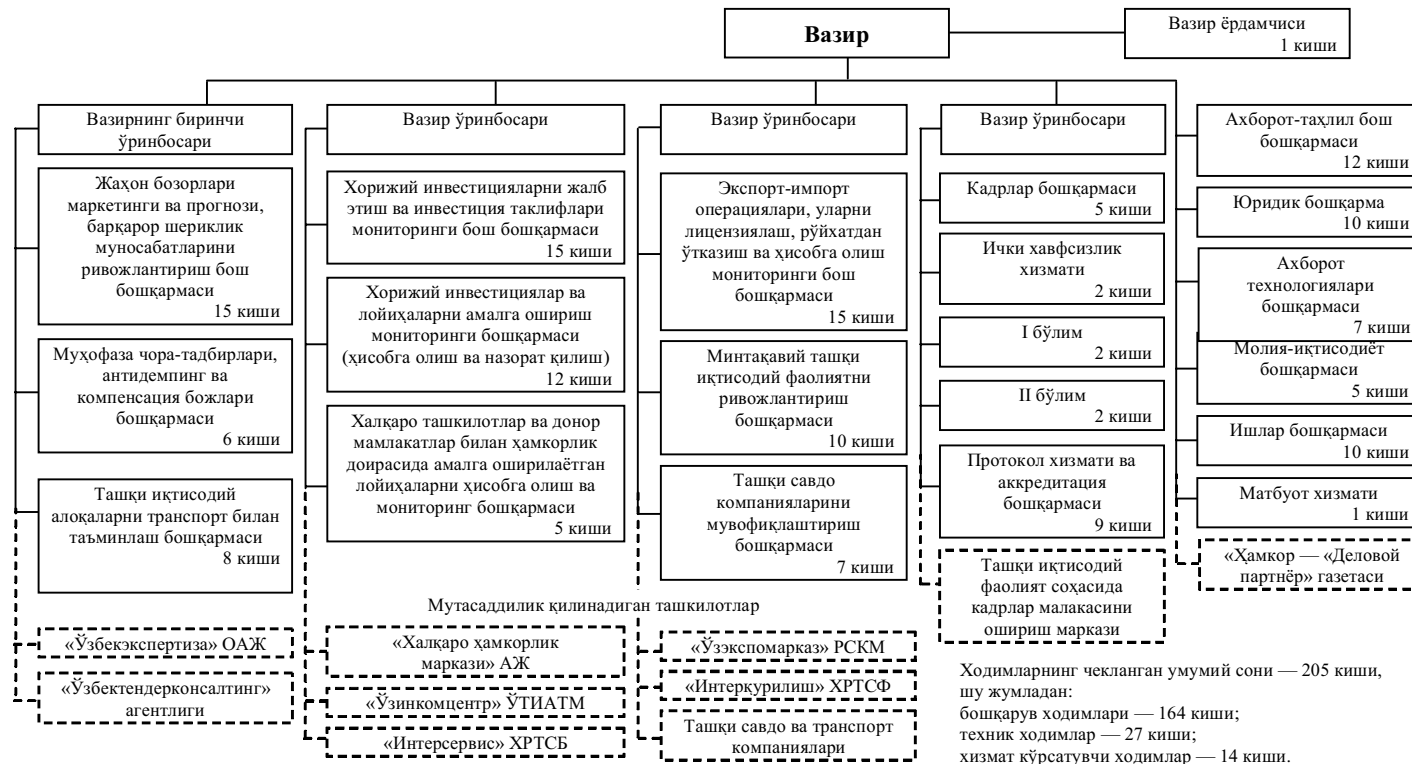 Вазир
Вазир ёрдамчиси
1 киши
Вазирнинг биринчи
ўринбосари
Жаҳон бозорлари
маркетинги ва прогнози,
барқарор шериклик
муносабатларини
ривожлантириш бош
бошқармаси
15 киши
Муҳофаза чора-тадбирлари,
антидемпинг ва
компенсация божлари
бошқармаси
6 киши
Ташқи иқтисодий
алоқаларни транспорт билан
таъминлаш бошқармаси
8 киши
Вазир ўринбосари
Хорижий инвестицияларни жалб
этиш ва инвестиция таклифлари
мониторинги бош бошқармаси
15 киши
Хорижий инвестициялар ва
лойиҳаларни амалга ошириш
мониторинги бошқармаси
(ҳисобга олиш ва назорат қилиш)
12 киши
Халқаро ташкилотлар ва донор
мамлакатлар билан ҳамкорлик
доирасида амалга оширилаётган
лойиҳаларни ҳисобга олиш ва
мониторинг бошқармаси
5 киши
Вазир ўринбосари
Экспорт-импорт
операциялари, уларни
лицензиялаш, рўйхатдан
ўтказиш ва ҳисобга олиш
мониторинги бош
бошқармаси
15 киши
Минтақавий ташқи
иқтисодий фаолиятни
ривожлантириш
бошқармаси
10 киши
Ташқи савдо
компанияларини
мувофиқлаштириш
бошқармаси
7 киши
Вазир ўринбосари
Кадрлар бошқармаси
5 киши
Ички хавфсизлик
хизмати
2 киши
I бўлим
2 киши
II бўлим
2 киши
Протокол хизмати ва
аккредитация
бошқармаси
9 киши
Ташқи иқтисодий
фаолият соҳасида
кадрлар малакасини
ошириш маркази
Ахборот-таҳлил бош
бошқармаси
12 киши
Юридик бошқарма
10 киши
Ахборот
технологиялари
бошқармаси
7 киши
Молия-иқтисодиёт
бошқармаси
5 киши
Ишлар бошқармаси
10 киши
Матбуот хизмати
1 киши
«Ҳамкор — «Деловой
партнёр» газетаси
Мутасаддилик қилинадиган ташкилотлар
«Ўзбекэкспертиза» ОАЖ
«Ўзбектендерконсалтинг»
агентлиги
«Халқаро ҳамкорлик
маркази» АЖ
«Ўзинкомцентр» ЎТИАТМ
«Интерсервис» ХРТСБ
«Ўзэкспомарказ» РСКМ
«Интерқурилиш» ХРТСФ
Ташқи савдо ва транспорт
компаниялари
Ходимларнинг чекланган умумий сони — 205 киши,
шу жумладан:
бошқарув ходимлари — 164 киши;
техник ходимлар — 27 киши;
хизмат кўрсатувчи ходимлар — 14 киши.